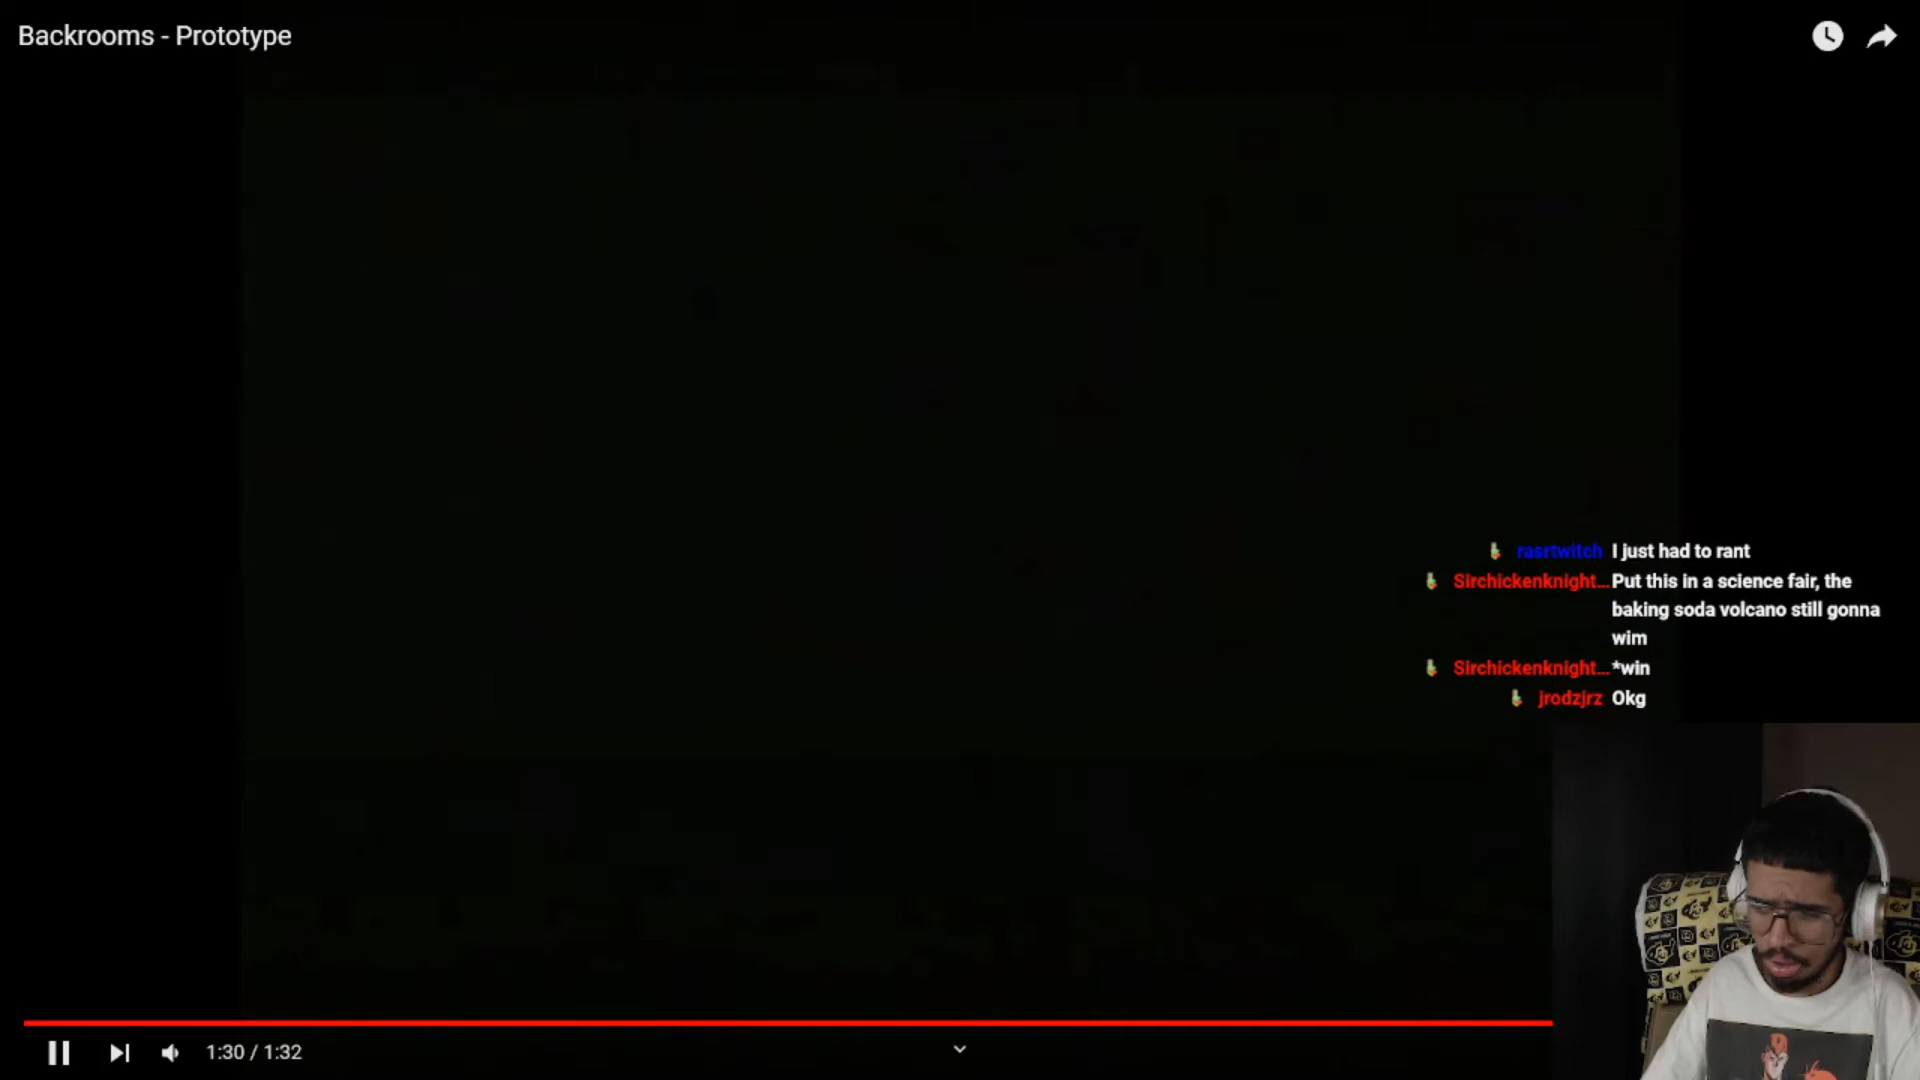 Backrooms - Prototype
rasrtwitch I just had to rant
Sirchickenknight... Put this in a science fair, the
baking soda volcano still gonna
wim
Sirchickenknight... *win
jrodzjrz Okg
1:30 / 1:32